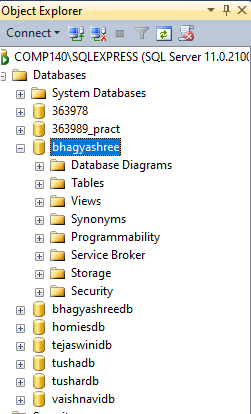 Object Explorer
Connect
COMP140\SQLEXPRESS (SQL Server 11.0.2100
Databases
System Databases
363978
363989_pract
bhagyashree
Database Diagrams
Tables
Views
Synonyms
Programmability
Service Broker
Storage
Security
bhagyashreedb
homiesdb
tejaswinidb
tushadb
tushardb
vaishnavidb